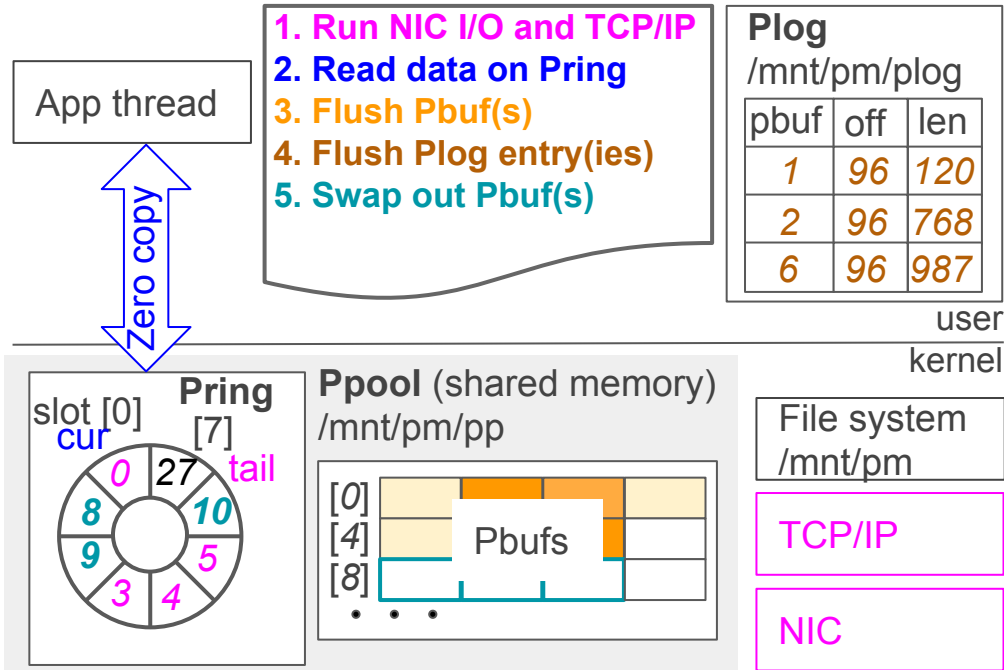 App thread
Zero copy
1. Run NIC I/O and TCP/IP
2. Read data on Pring
3. Flush Pbuf(s)
4. Flush Plog entry(ies)
5. Swap out Pbuf(s)
Plog
/mnt/pm/plog
pbuf off len
1 96 120
2 96 768
6 96 987
user
kernel
Pring
slot [0] [7]
cur tail
0 27
8 10
9 5
3 4
Ppool (shared memory)
/mnt/pm/pp
[0]
[4]
[8]
Pbufs
• • •
File system
/mnt/pm
TCP/IP
NIC